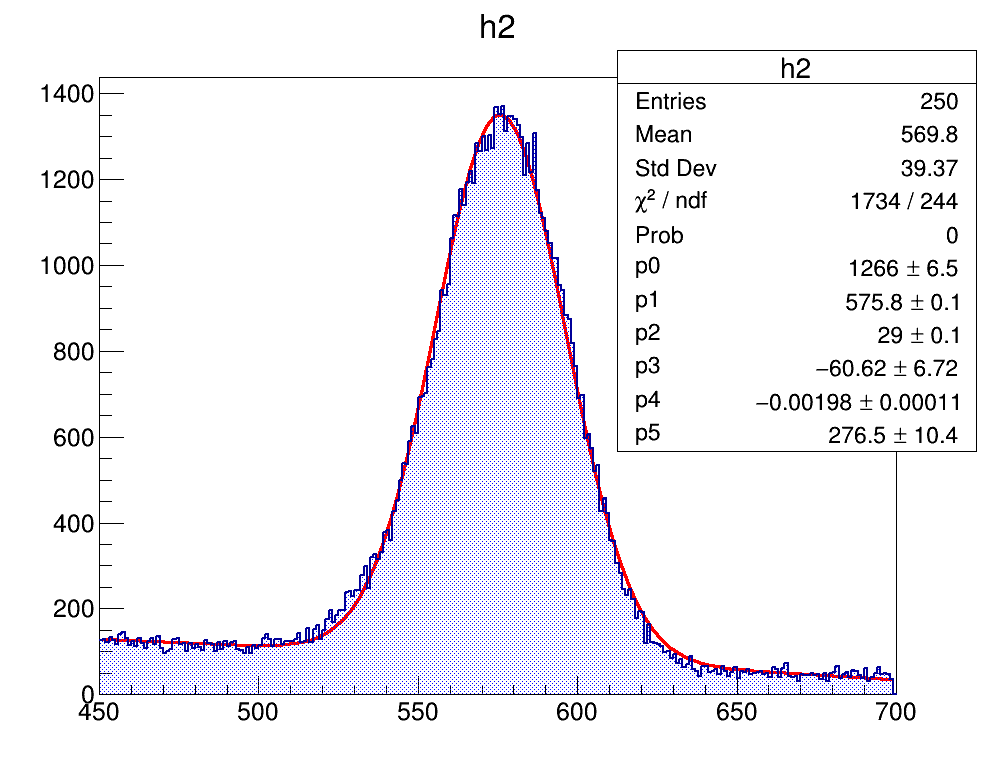 h2
h2
Entries 250
Mean 569.8
Std Dev 39.37
χ² / ndf 1734 / 244
Prob 0
p0 1266 ± 6.5
p1 575.8 ± 0.1
p2 29 ± 0.1
p3 −60.62 ± 6.72
p4 −0.00198 ± 0.00011
p5 276.5 ± 10.4
1400
1200
1000
800
600
400
200
0
450 500 550 600 650 700